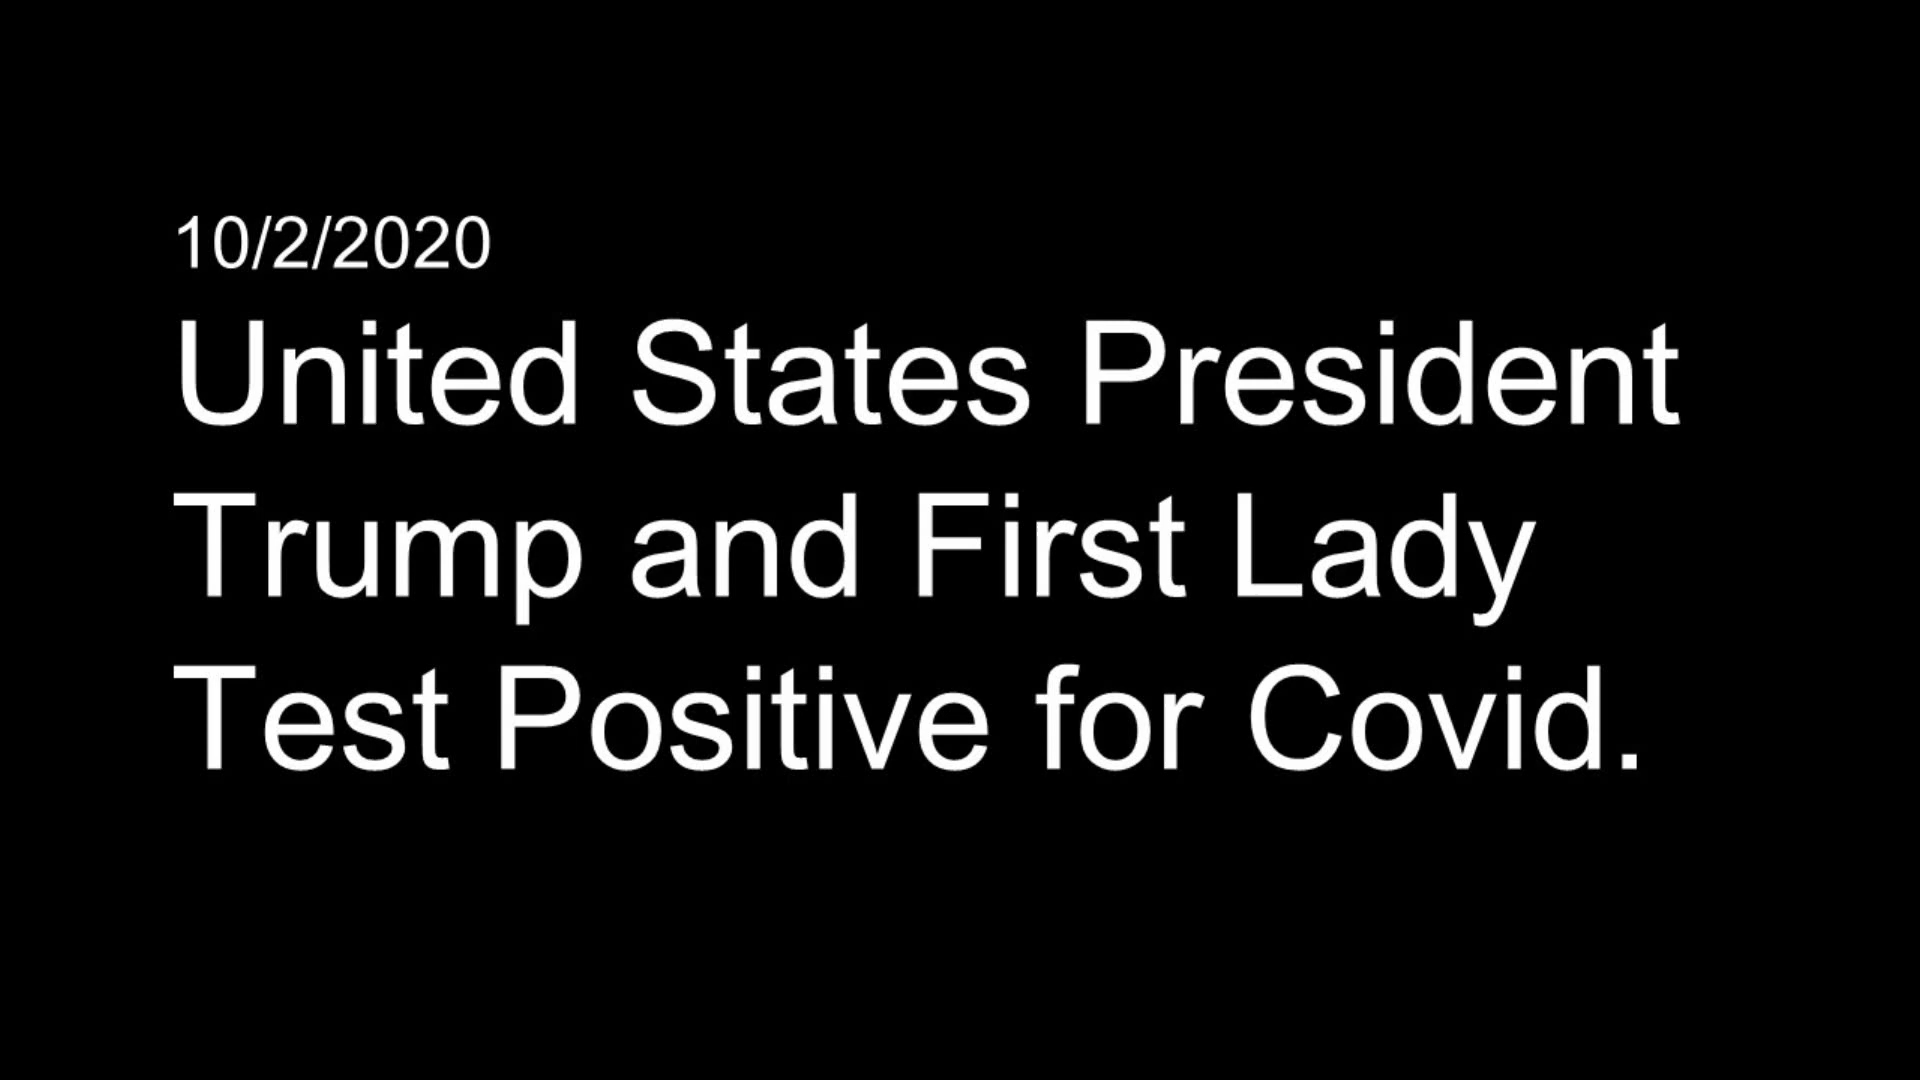 10/2/2020
United States President
Trump and First Lady
Test Positive for Covid.